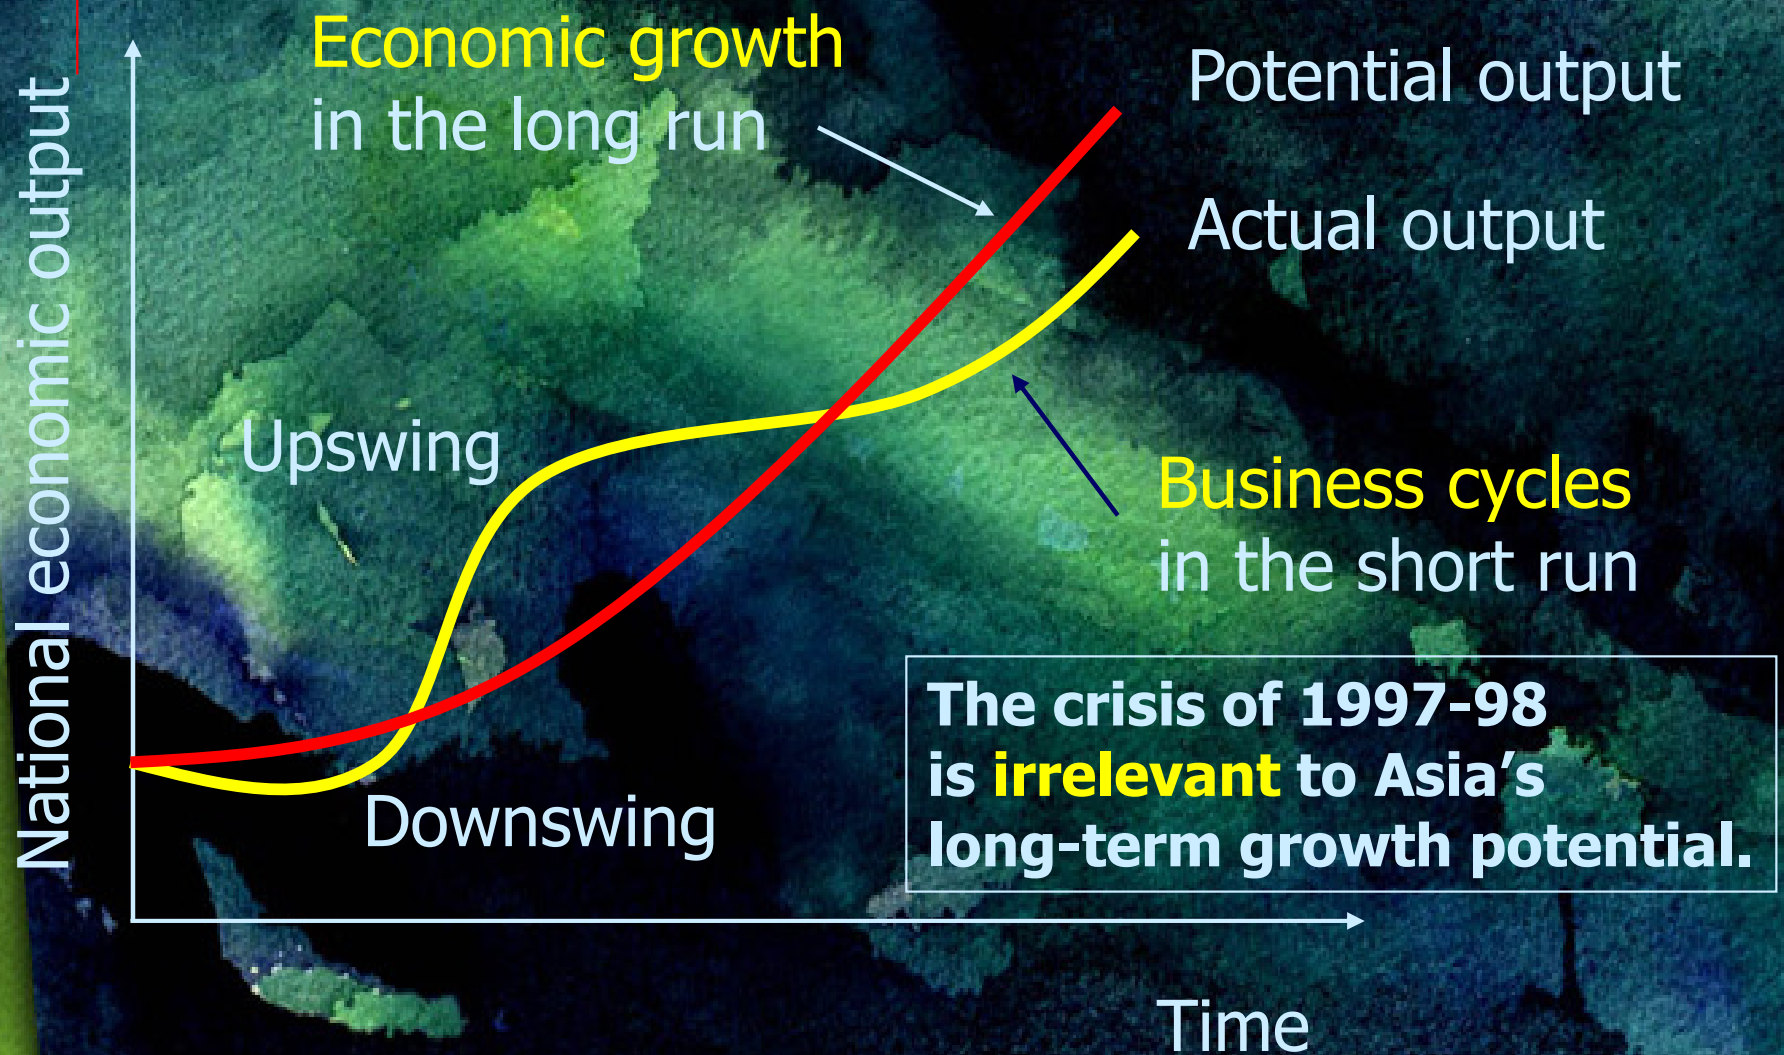 Economic growth
in the long run
Potential output
Actual output
National economic output
Upswing
Business cycles
in the short run
Downswing
The crisis of 1997-98
is irrelevant to Asia’s
long-term growth potential.
Time